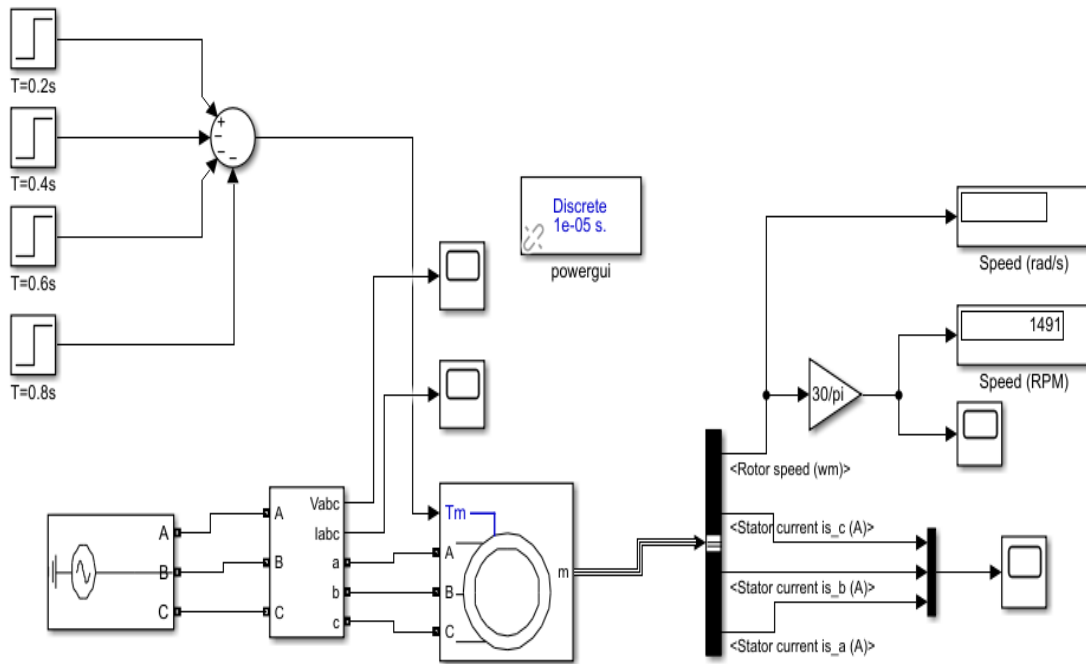 T=0.2s
+
−
−
−
T=0.4s
T=0.6s
T=0.8s
Discrete
1e-05 s.
powergui
Speed (rad/s)
1491
Speed (RPM)
30/pi
<Rotor speed (wm)>
<Stator current is_c (A)>
<Stator current is_b (A)>
<Stator current is_a (A)>
A
B
C
A
B
C
Vabc
Iabc
a
b
c
Tm
A
B
C
m